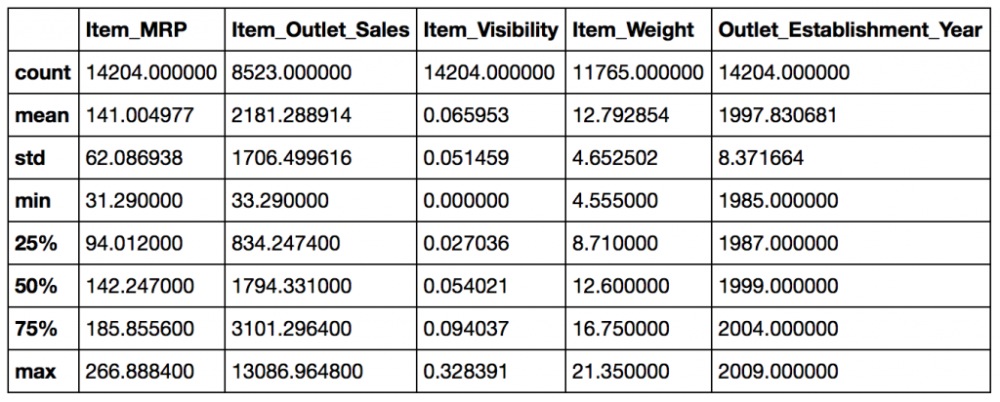 Item_MRP Item_Outlet_Sales Item_Visibility Item_Weight Outlet_Establishment_Year
count 14204.000000 8523.000000 14204.000000 11765.000000 14204.000000
mean 141.004977 2181.288914 0.065953 12.792854 1997.830681
std 62.086938 1706.499616 0.051459 4.652502 8.371664
min 31.290000 33.290000 0.000000 4.555000 1985.000000
25% 94.012000 834.247400 0.027036 8.710000 1987.000000
50% 142.247000 1794.331000 0.054021 12.600000 1999.000000
75% 185.855600 3101.296400 0.094037 16.750000 2004.000000
max 266.888400 13086.964800 0.328391 21.350000 2009.000000